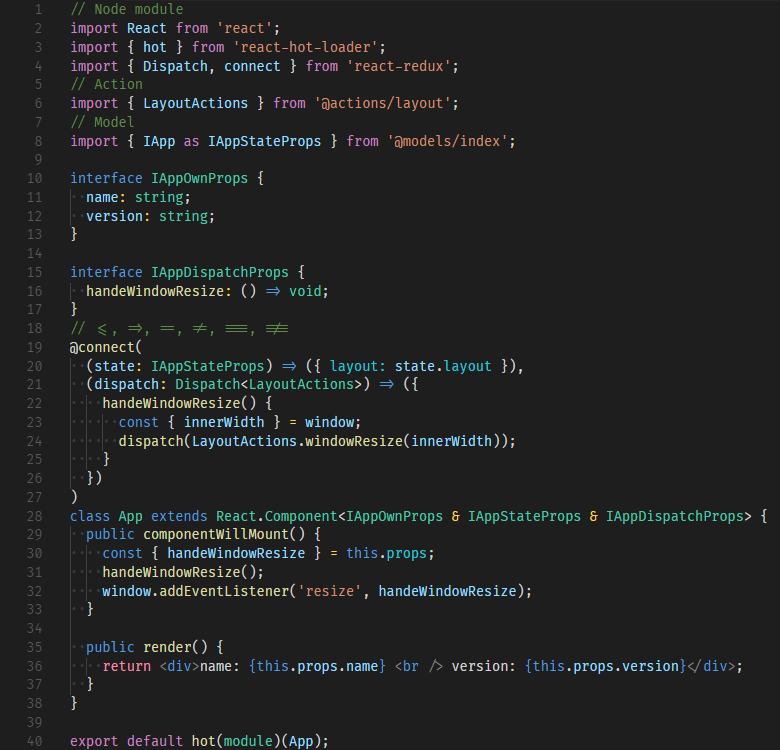 1 // Node module
2 import React from 'react';
3 import { hot } from 'react-hot-loader';
4 import { Dispatch, connect } from 'react-redux';
5 // Action
6 import { LayoutActions } from '@actions/layout';
7 // Model
8 import { IApp as IAppStateProps } from '@models/index';
9
10 interface IAppOwnProps {
11   name: string;
12   version: string;
13 }
14
15 interface IAppDispatchProps {
16   handeWindowResize: () => void;
17 }
18 // <=, =>, ==, !=, ===, !==
19 @connect(
20   (state: IAppStateProps) => ({ layout: state.layout }),
21   (dispatch: Dispatch<LayoutActions>) => ({
22     handeWindowResize() {
23       const { innerWidth } = window;
24       dispatch(LayoutActions.windowResize(innerWidth));
25     }
26   })
27 )
28 class App extends React.Component<IAppOwnProps & IAppStateProps & IAppDispatchProps> {
29   public componentWillMount() {
30     const { handeWindowResize } = this.props;
31     handeWindowResize();
32     window.addEventListener('resize', handeWindowResize);
33   }
34
35   public render() {
36     return <div>name: {this.props.name} <br /> version: {this.props.version}</div>;
37   }
38 }
39
40 export default hot(module)(App);